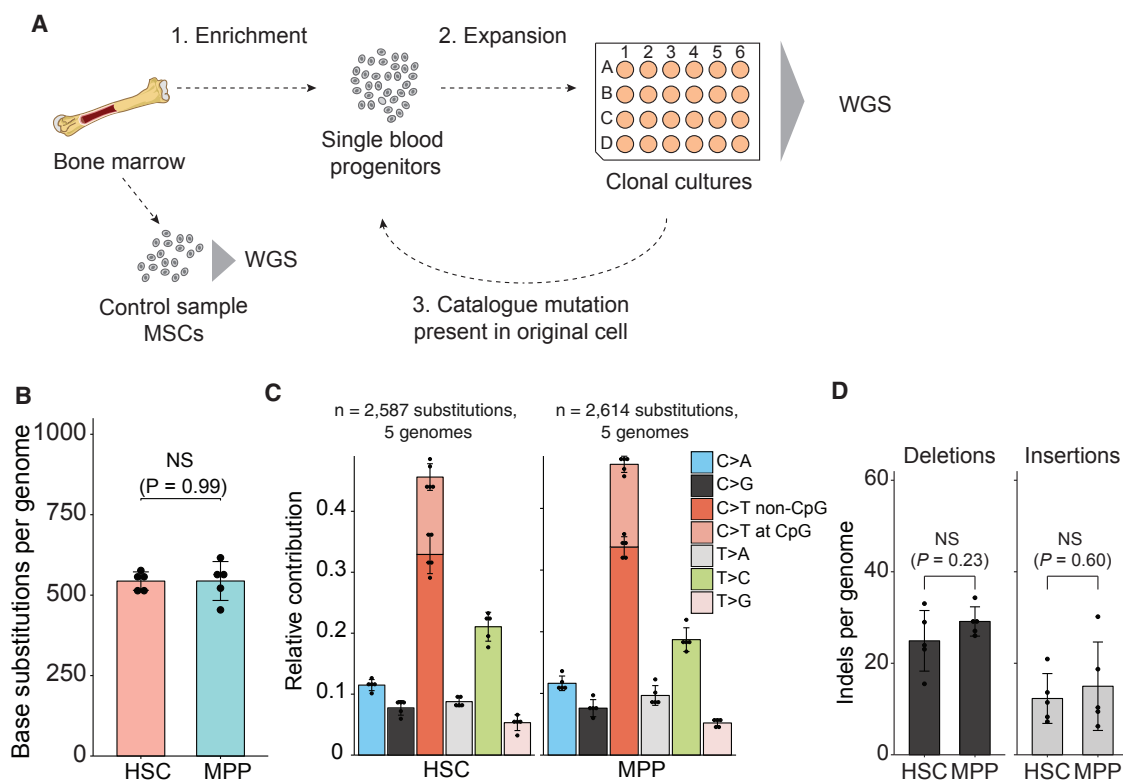 A
1. Enrichment
2. Expansion
1 2 3 4 5 6
A
B
C
D
WGS
Bone marrow
Single blood
progenitors
Clonal cultures
WGS
Control sample
MSCs
3. Catalogue mutation
present in original cell
B
Base substitutions per genome
1000
750
500
250
0
NS
(P = 0.99)
HSC MPP
C
n = 2,587 substitutions,
5 genomes
n = 2,614 substitutions,
5 genomes
Relative contribution
0.4
0.3
0.2
0.1
0
C>A
C>G
C>T non-CpG
C>T at CpG
T>A
T>C
T>G
HSC
MPP
D
Deletions
Insertions
Indels per genome
60
40
20
0
NS
(P = 0.23)
NS
(P = 0.60)
HSC MPP
HSC MPP